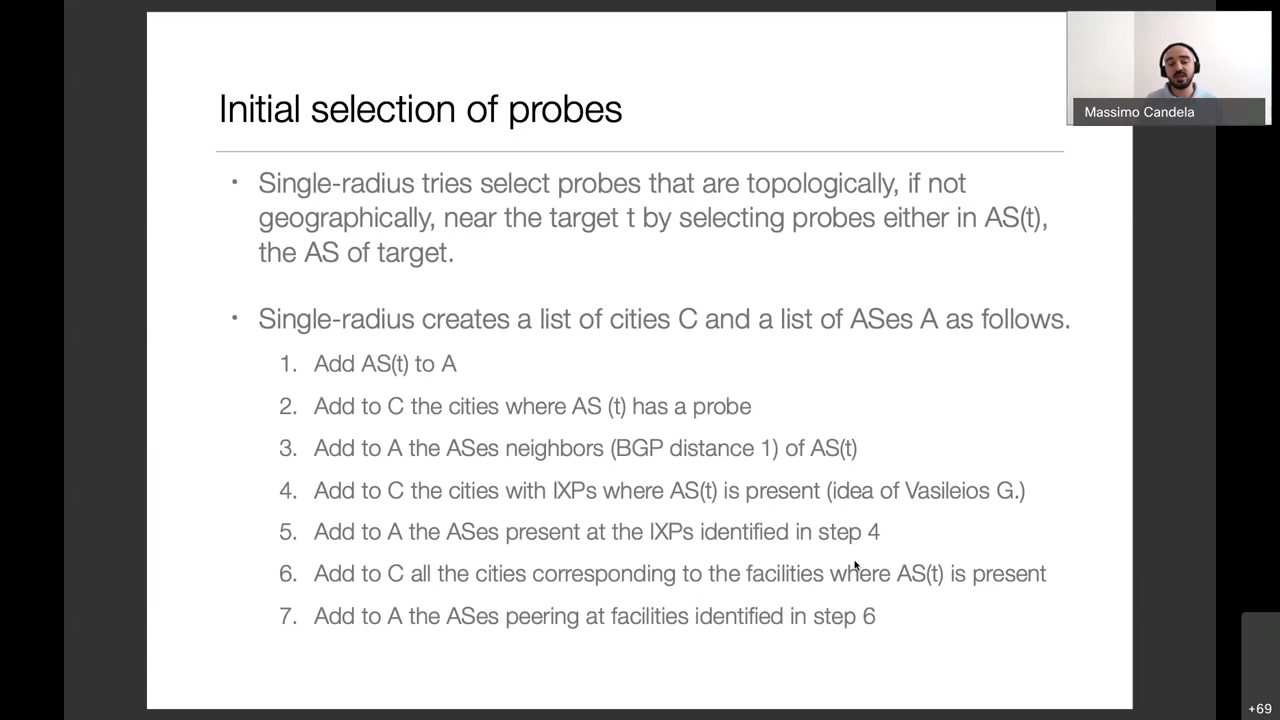 Initial selection of probes
• Single-radius tries select probes that are topologically, if not
geographically, near the target t by selecting probes either in AS(t),
the AS of target.
• Single-radius creates a list of cities C and a list of ASes A as follows.
1. Add AS(t) to A
2. Add to C the cities where AS (t) has a probe
3. Add to A the ASes neighbors (BGP distance 1) of AS(t)
4. Add to C the cities with IXPs where AS(t) is present (idea of Vasileios G.)
5. Add to A the ASes present at the IXPs identified in step 4
6. Add to C all the cities corresponding to the facilities where AS(t) is present
7. Add to A the ASes peering at facilities identified in step 6
Massimo Candela
+69